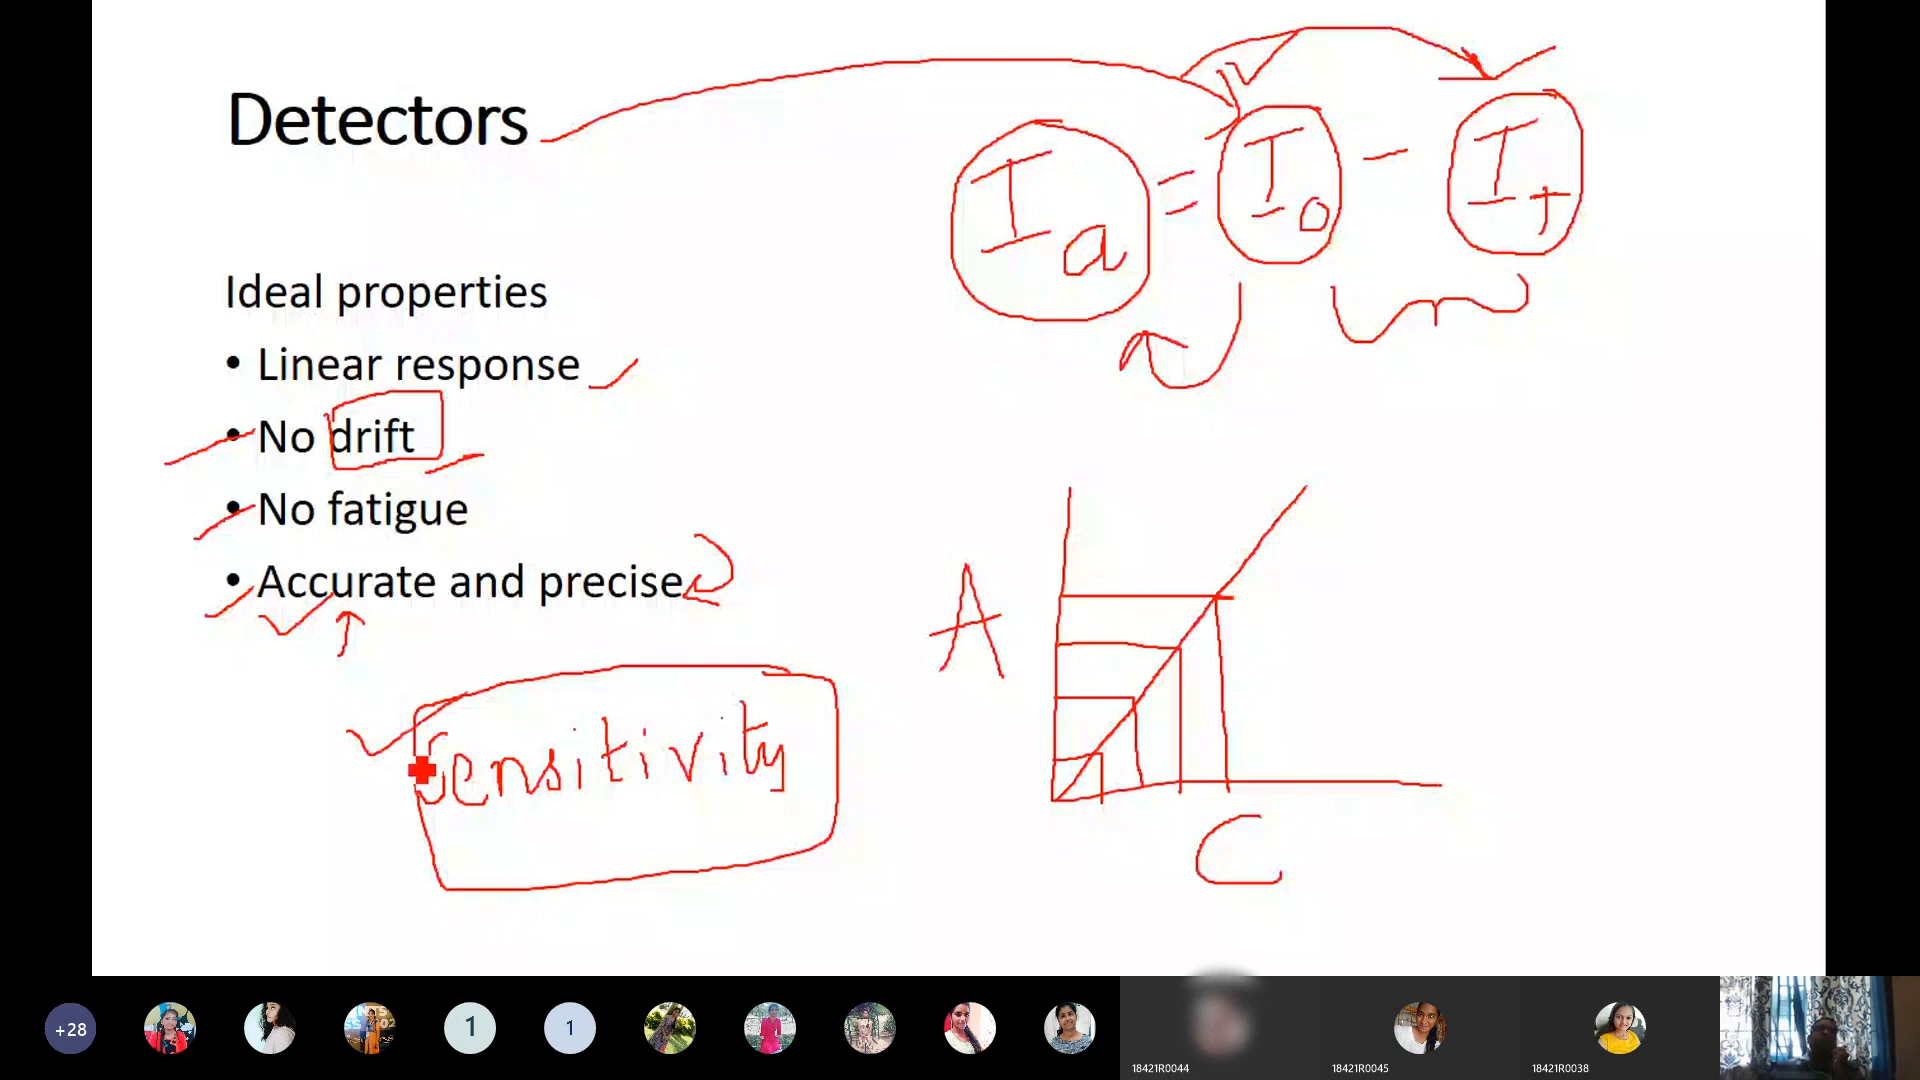 Detectors
Ia = Io - It
Ideal properties
• Linear response
• No drift
• No fatigue
• Accurate and precise
Sensitivity
A
C
+28
1
1
18421R0044
18421R0045
18421R0038